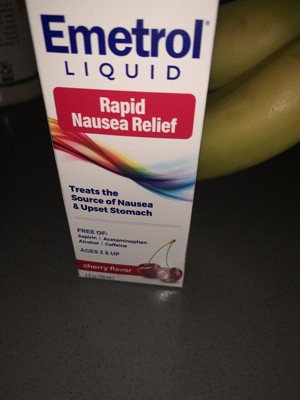 Emetrol®
LIQUID
Rapid
Nausea Relief
Treats the
Source of Nausea
& Upset Stomach
FREE OF:
Aspirin | Acetaminophen
Alcohol | Caffeine
AGES 2 & UP
cherry flavor